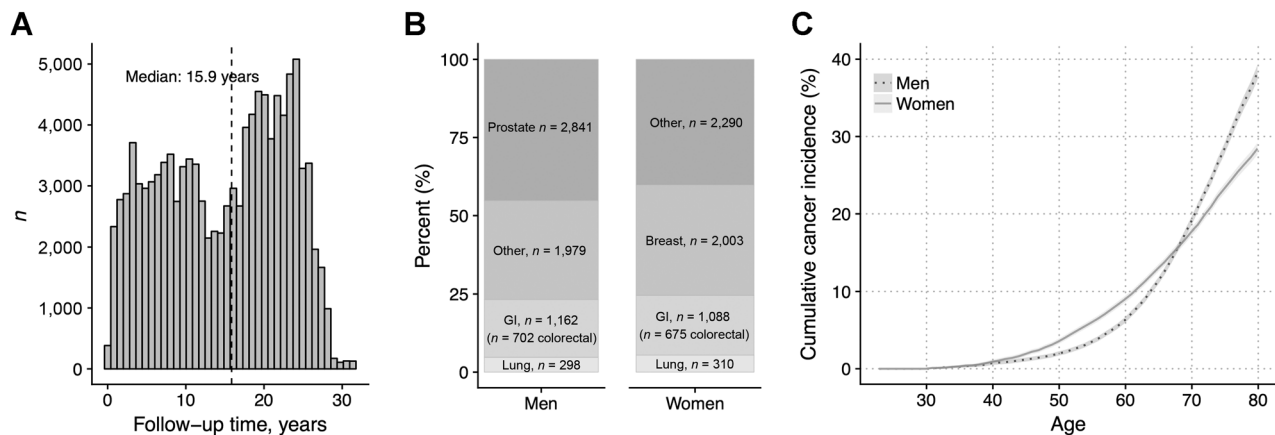 A
Median: 15.9 years
5,000
4,000
3,000
2,000
1,000
0
n
0 10 20 30
Follow–up time, years
B
100
75
50
25
0
Percent (%)
Prostate n = 2,841
Other, n = 1,979
GI, n = 1,162
(n = 702 colorectal)
Lung, n = 298
Other, n = 2,290
Breast, n = 2,003
GI, n = 1,088
(n = 675 colorectal)
Lung, n = 310
Men Women
C
Men
Women
40
30
20
10
0
Cumulative cancer incidence (%)
30 40 50 60 70 80
Age